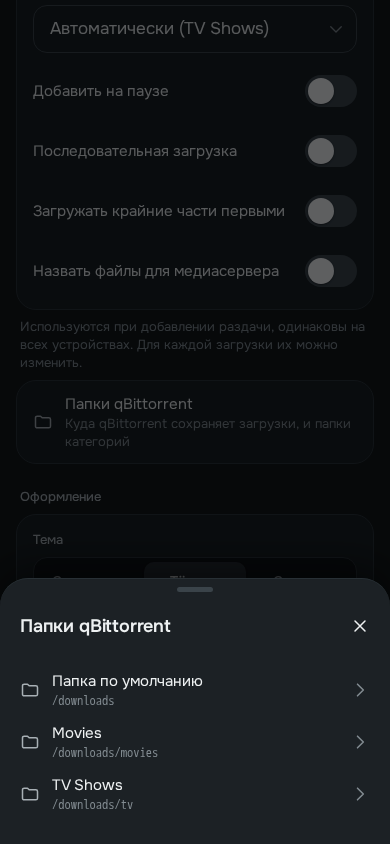 Автоматически (TV Shows)
Добавить на паузе
Последовательная загрузка
Загружать крайние части первыми
Назвать файлы для медиасервера
Используются при добавлении раздачи, одинаковы на
всех устройствах. Для каждой загрузки их можно
изменить.
Папки qBittorrent
Куда qBittorrent сохраняет загрузки, и папки
категорий
Оформление
Тема
Папки qBittorrent
Папка по умолчанию
/downloads
Movies
/downloads/movies
TV Shows
/downloads/tv